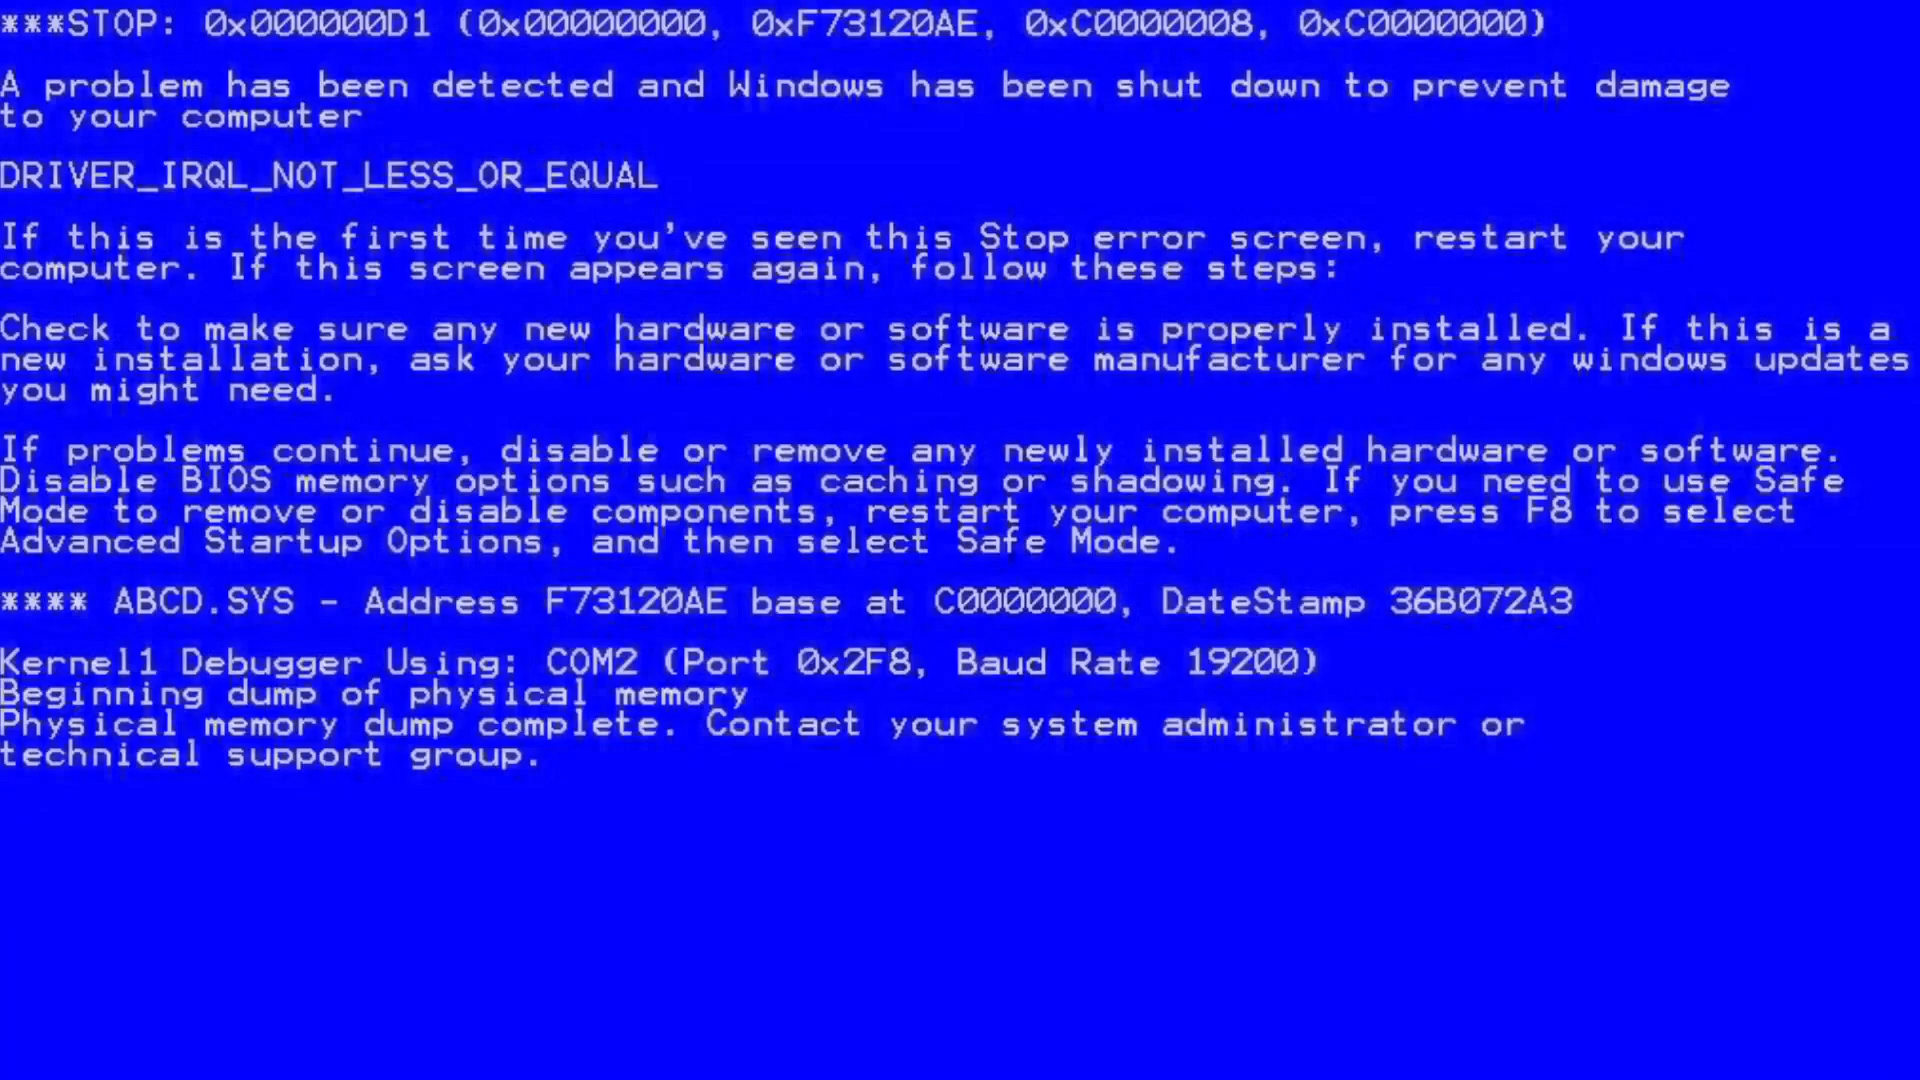 ***STOP: 0x000000D1 (0x00000000, 0xF73120AE, 0xC0000008, 0xC0000000)
A problem has been detected and Windows has been shut down to prevent damage
to your computer
DRIVER_IRQL_NOT_LESS_OR_EQUAL
If this is the first time you've seen this Stop error screen, restart your
computer. If this screen appears again, follow these steps:
Check to make sure any new hardware or software is properly installed. If this is a
new installation, ask your hardware or software manufacturer for any windows updates
you might need.
If problems continue, disable or remove any newly installed hardware or software.
Disable BIOS memory options such as caching or shadowing. If you need to use Safe
Mode to remove or disable components, restart your computer, press F8 to select
Advanced Startup Options, and then select Safe Mode.
**** ABCD.SYS - Address F73120AE base at C0000000, DateStamp 36B072A3
Kernel1 Debugger Using: COM2 (Port 0x2F8, Baud Rate 19200)
Beginning dump of physical memory
Physical memory dump complete. Contact your system administrator or
technical support group.